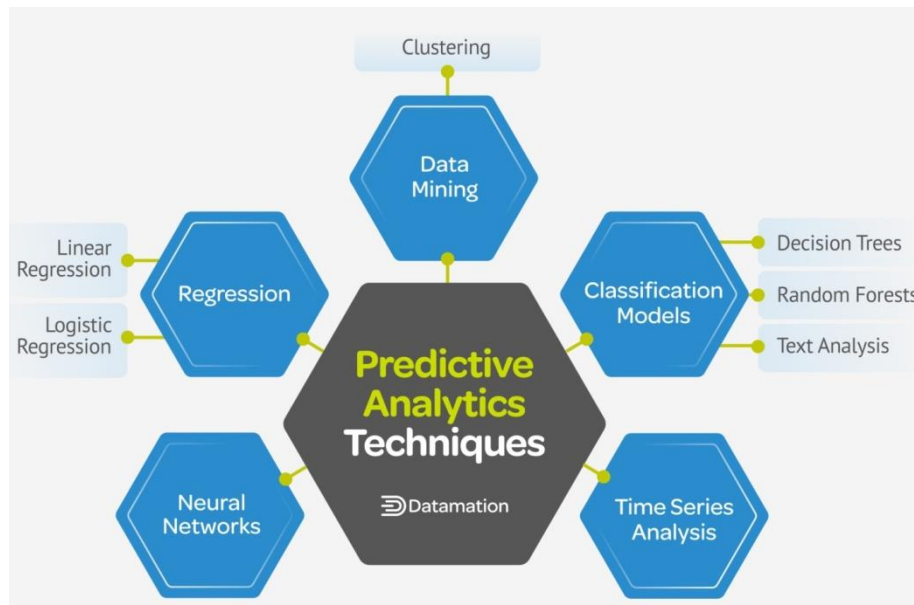 Clustering
Data
Mining
Linear
Regression
Logistic
Regression
Regression
Classification
Models
Decision Trees
Random Forests
Text Analysis
Predictive
Analytics
Techniques
Datamation
Neural
Networks
Time Series
Analysis